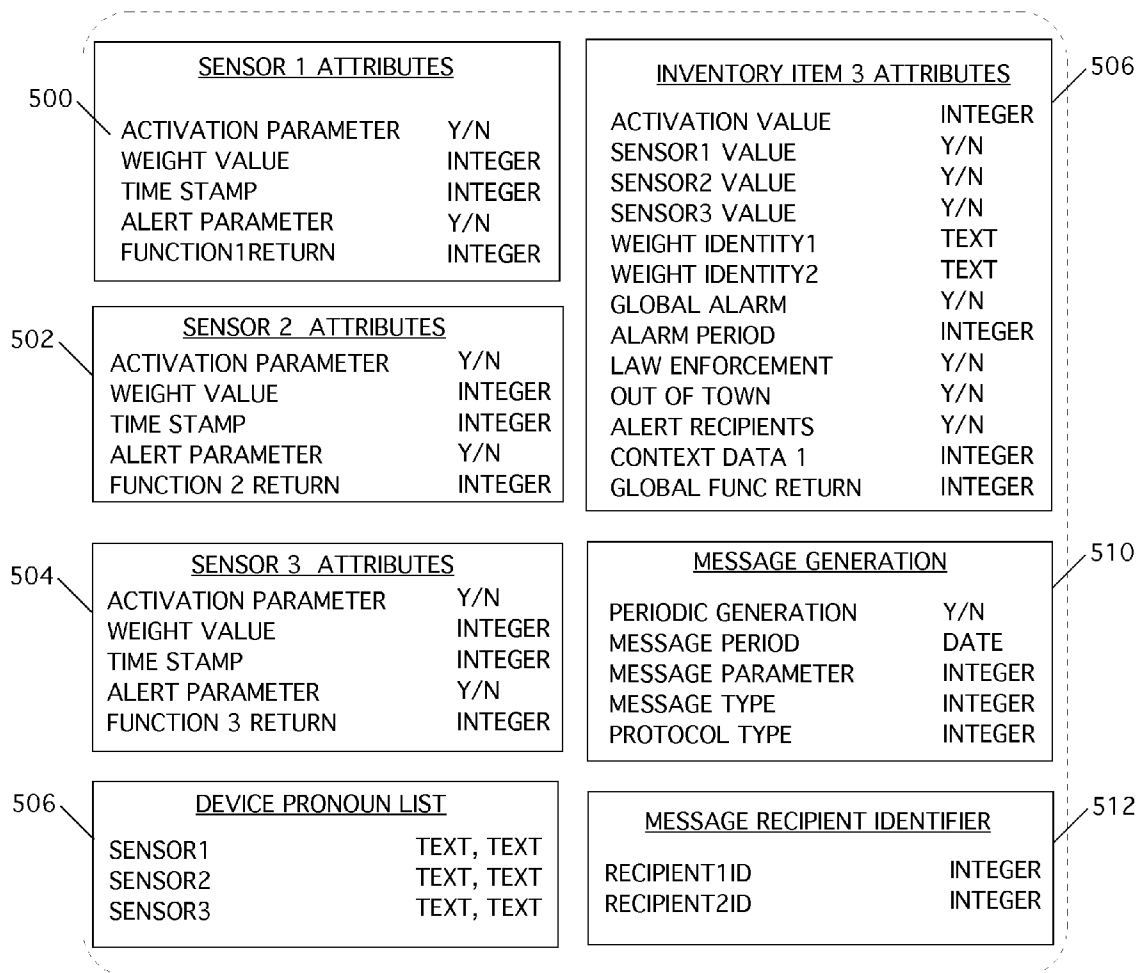 SENSOR 1 ATTRIBUTES
500
ACTIVATION PARAMETER Y/N
WEIGHT VALUE INTEGER
TIME STAMP INTEGER
ALERT PARAMETER Y/N
FUNCTION1RETURN INTEGER
502
SENSOR 2 ATTRIBUTES
ACTIVATION PARAMETER Y/N
WEIGHT VALUE INTEGER
TIME STAMP INTEGER
ALERT PARAMETER Y/N
FUNCTION 2 RETURN INTEGER
504
SENSOR 3 ATTRIBUTES
ACTIVATION PARAMETER Y/N
WEIGHT VALUE INTEGER
TIME STAMP INTEGER
ALERT PARAMETER Y/N
FUNCTION 3 RETURN INTEGER
506
DEVICE PRONOUN LIST
SENSOR1 TEXT, TEXT
SENSOR2 TEXT, TEXT
SENSOR3 TEXT, TEXT
INVENTORY ITEM 3 ATTRIBUTES
506
ACTIVATION VALUE INTEGER
SENSOR1 VALUE Y/N
SENSOR2 VALUE Y/N
SENSOR3 VALUE Y/N
WEIGHT IDENTITY1 TEXT
WEIGHT IDENTITY2 TEXT
GLOBAL ALARM Y/N
ALARM PERIOD INTEGER
LAW ENFORCEMENT Y/N
OUT OF TOWN Y/N
ALERT RECIPIENTS Y/N
CONTEXT DATA 1 INTEGER
GLOBAL FUNC RETURN INTEGER
MESSAGE GENERATION
510
PERIODIC GENERATION Y/N
MESSAGE PERIOD DATE
MESSAGE PARAMETER INTEGER
MESSAGE TYPE INTEGER
PROTOCOL TYPE INTEGER
MESSAGE RECIPIENT IDENTIFIER
512
RECIPIENT1ID INTEGER
RECIPIENT2ID INTEGER